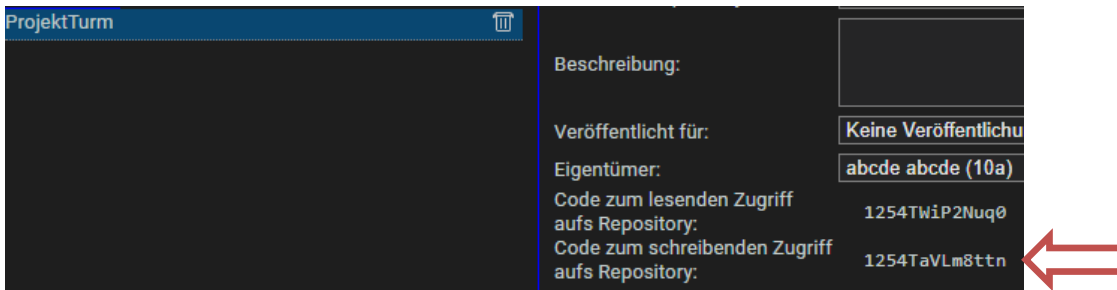 ProjektTurm
Beschreibung:
Veröffentlicht für:
Keine Veröffentlichu
Eigentümer:
abcde abcde (10a)
Code zum lesenden Zugriff
aufs Repository:
1254TWiP2Nuq0
Code zum schreibenden Zugriff
aufs Repository:
1254TaVLm8ttn